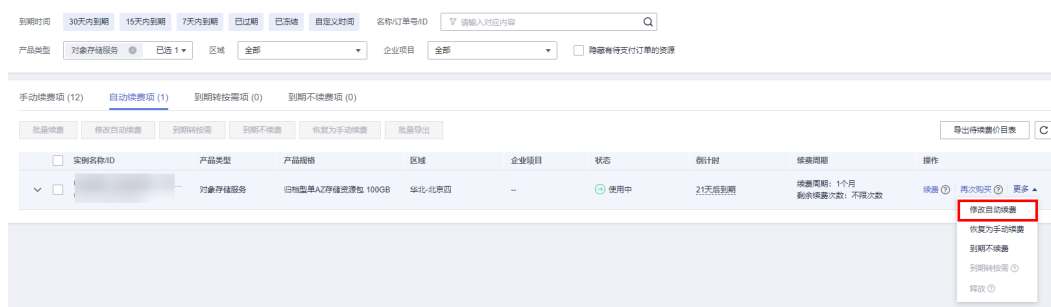 到期时间 30天内到期 15天内到期 7天内到期 已过期 已冻结 自定义时间 名称/订单号/ID 请输入对应内容
产品类型 对象存储服务 已选 1 区域 全部 企业项目 全部 隐藏有待支付订单的资源
手动续费项 (12) 自动续费项 (1) 到期转按需项 (0) 到期不续费项 (0)
批量续费 修改自动续费 到期转按需 到期不续费 恢复为手动续费 批量导出 导出待续费价目表
实例名称/ID 产品类型 产品规格 区域 企业项目 状态 倒计时 续费周期 操作
... 对象存储服务 归档型单AZ存储资源包 100GB 华北-北京四 -- 使用中 21天后到期 续费周期：1个月 续费 再次购买 更多
剩余续费次数：不限次数
修改自动续费
恢复为手动续费
到期不续费
到期转按需
释放